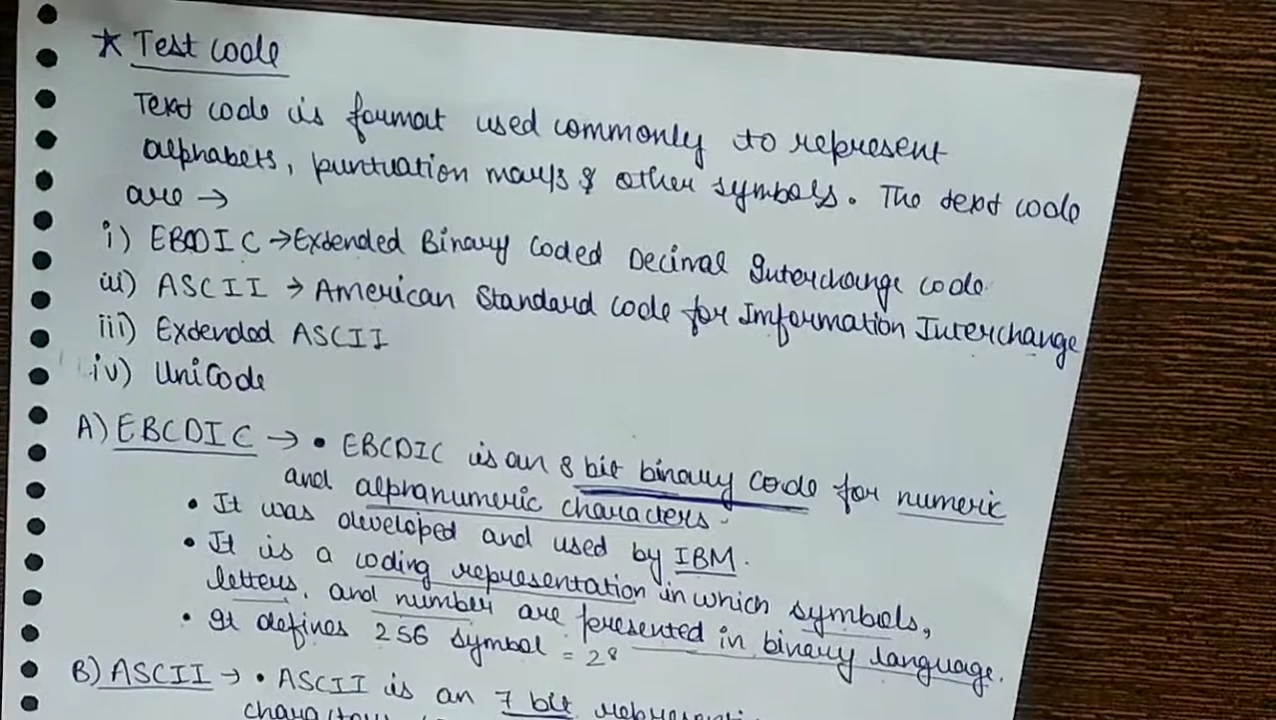 ★ Test code
Text code is format used commonly to represent
alphabets, puntuation marks & other symbols. The text code
are →
i) EBCDIC → Extended Binary Coded Decimal Interchange code.
ii) ASCII → American Standard code for Information Interchange
iii) Extended ASCII
iv) UniCode
A) EBCDIC → • EBCDIC is an 8 bit binary code for numeric
and alphanumeric characters.
• It was developed and used by IBM.
• It is a coding representation in which symbols,
letters, and number are presented in binary language.
• It defines 256 symbol = 2⁸
B) ASCII → • ASCII is an 7 bit